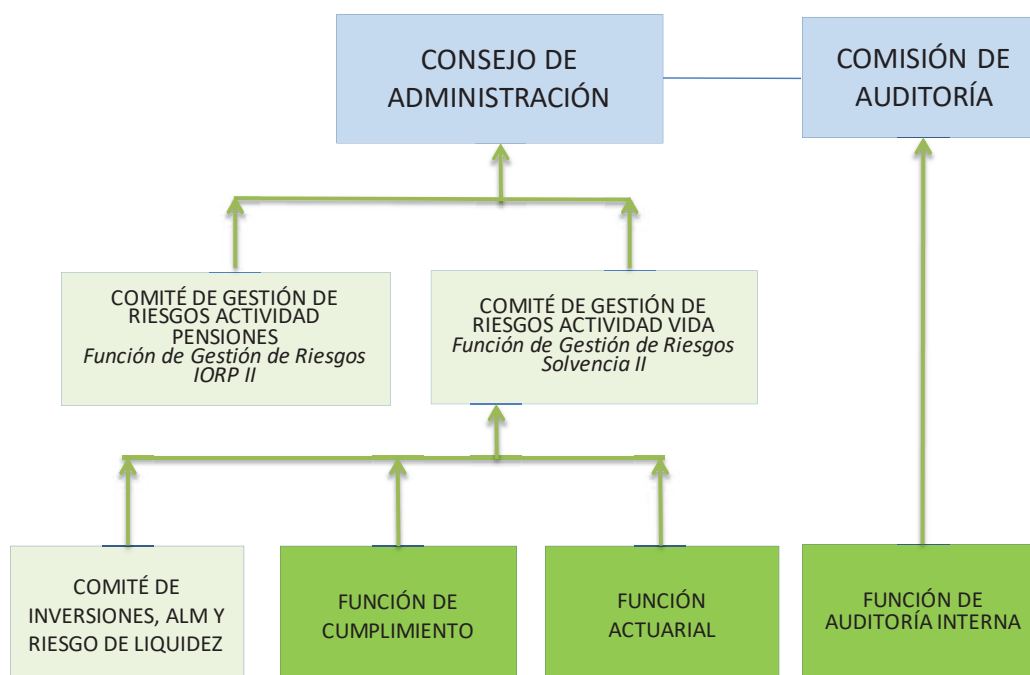 CONSEJO DE
ADMINISTRACIÓN
COMISIÓN DE
AUDITORÍA
COMITÉ DE GESTIÓN DE
RIESGOS ACTIVIDAD
PENSIONES
Función de Gestión de Riesgos
IORP II
COMITÉ DE GESTIÓN DE
RIESGOS ACTIVIDAD VIDA
Función de Gestión de Riesgos
Solvencia II
COMITÉ DE
INVERSIONES, ALM Y
RIESGO DE LIQUIDEZ
FUNCIÓN DE
CUMPLIMIENTO
FUNCIÓN
ACTUARIAL
FUNCIÓN DE
AUDITORÍA INTERNA